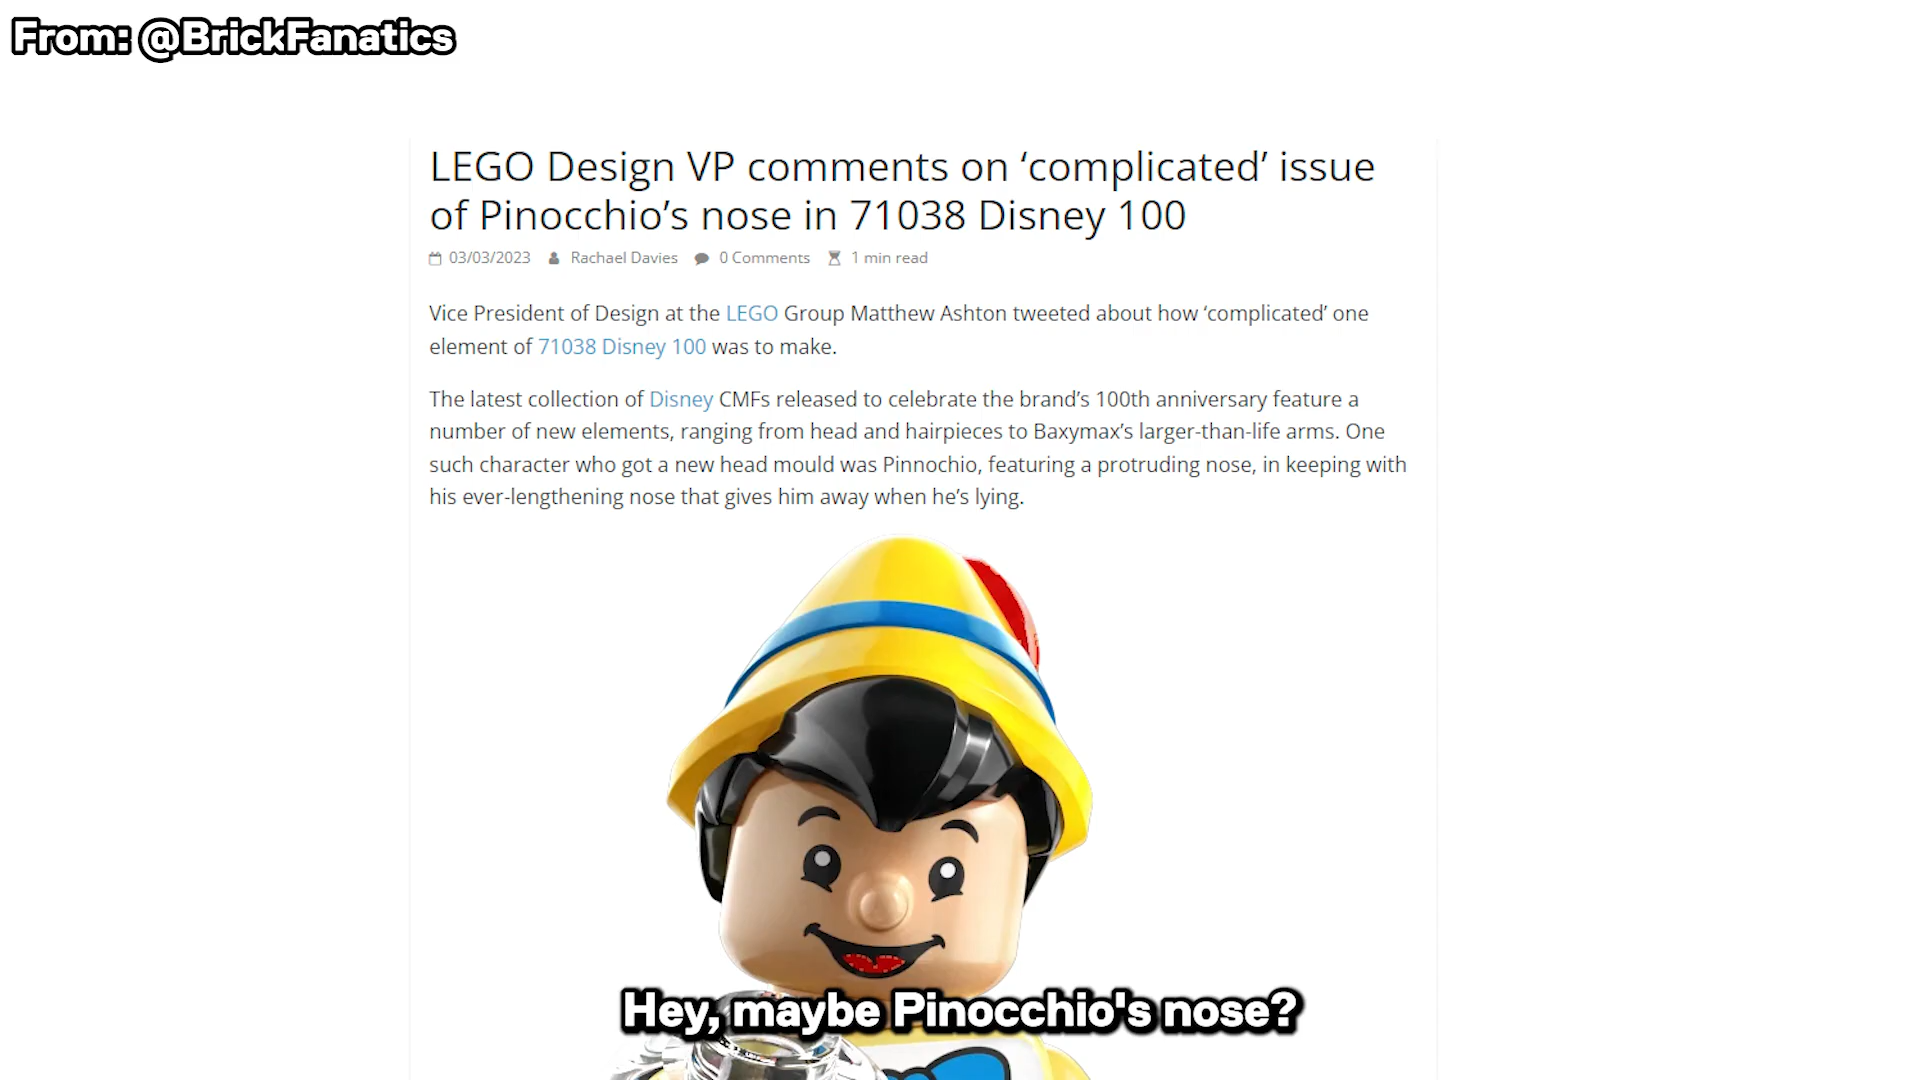 From: @BrickFanatics
LEGO Design VP comments on ‘complicated’ issue
of Pinocchio’s nose in 71038 Disney 100
03/03/2023 Rachael Davies 0 Comments 1 min read
Vice President of Design at the LEGO Group Matthew Ashton tweeted about how ‘complicated’ one
element of 71038 Disney 100 was to make.
The latest collection of Disney CMFs released to celebrate the brand’s 100th anniversary feature a
number of new elements, ranging from head and hairpieces to Baxymax’s larger-than-life arms. One
such character who got a new head mould was Pinnochio, featuring a protruding nose, in keeping with
his ever-lengthening nose that gives him away when he’s lying.
Hey, maybe Pinocchio's nose?